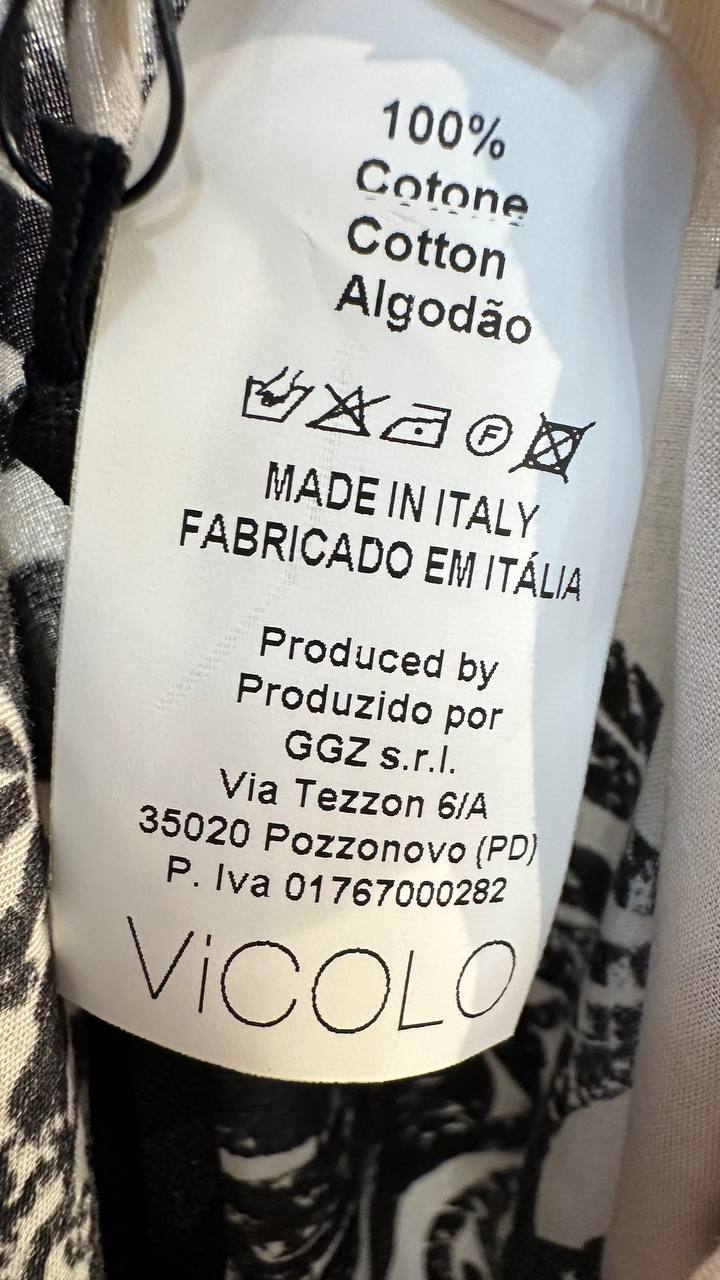 100%
Cotone
Cotton
Algodão
F
MADE IN ITALY
FABRICADO EM ITÁLIA
Produced by
Produzido por
GGZ s.r.l.
Via Tezzon 6/A
35020 Pozzonovo (PD)
P. Iva 01767000282
ViCOLO